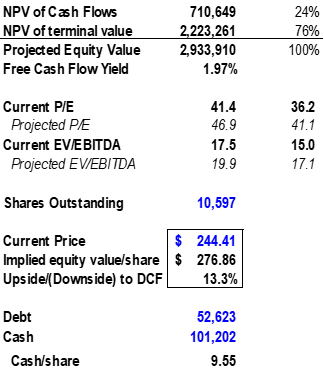 NPV of Cash Flows 710,649 24%
NPV of terminal value 2,223,261 76%
Projected Equity Value 2,933,910 100%
Free Cash Flow Yield 1.97%
Current P/E 41.4 36.2
Projected P/E 46.9 41.1
Current EV/EBITDA 17.5 15.0
Projected EV/EBITDA 19.9 17.1
Shares Outstanding 10,597
Current Price $ 244.41
Implied equity value/share $ 276.86
Upside/(Downside) to DCF 13.3%
Debt 52,623
Cash 101,202
Cash/share 9.55